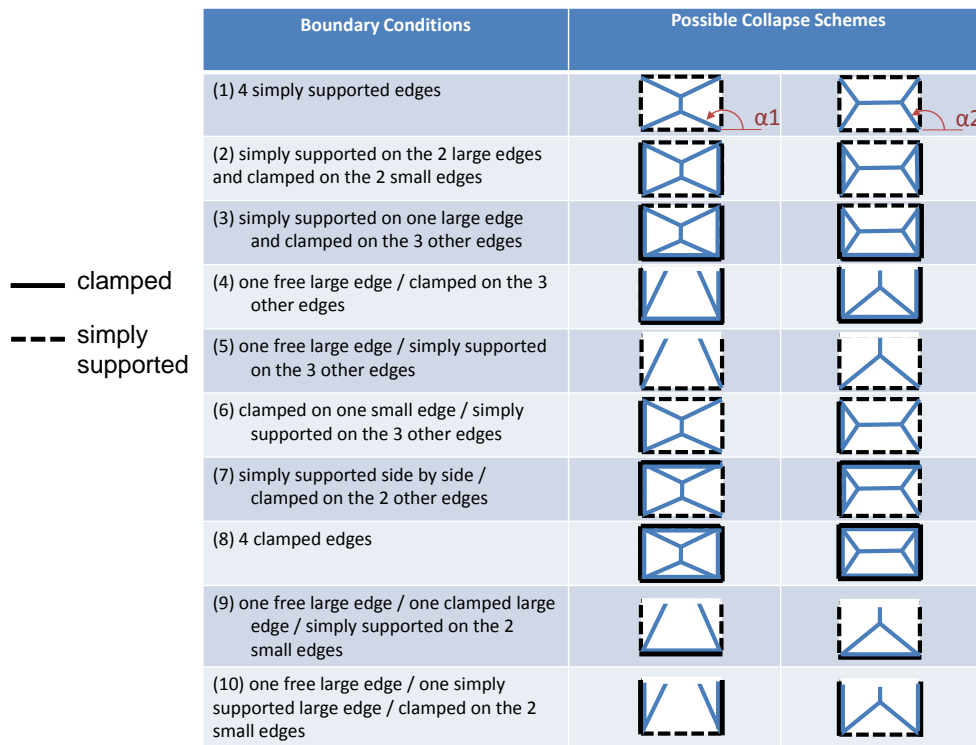 Boundary Conditions
Possible Collapse Schemes
(1) 4 simply supported edges
α1
α2
(2) simply supported on the 2 large edges
and clamped on the 2 small edges
(3) simply supported on one large edge
and clamped on the 3 other edges
clamped
(4) one free large edge / clamped on the 3
other edges
simply
supported
(5) one free large edge / simply supported
on the 3 other edges
(6) clamped on one small edge / simply
supported on the 3 other edges
(7) simply supported side by side /
clamped on the 2 other edges
(8) 4 clamped edges
(9) one free large edge / one clamped large
edge / simply supported on the 2
small edges
(10) one free large edge / one simply
supported large edge / clamped on the 2
small edges